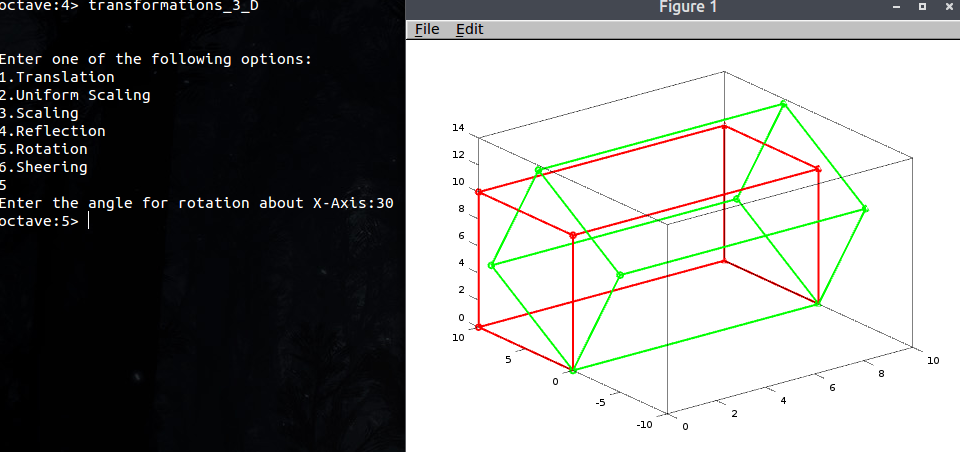 octave:4> transformations_3_D
Enter one of the following options:
1.Translation
2.Uniform Scaling
3.Scaling
4.Reflection
5.Rotation
6.Sheering
5
Enter the angle for rotation about X-Axis:30
octave:5>
Figure 1
File Edit
14
12
10
8
6
4
2
0
10
5
0
-5
-10
0
2
4
6
8
10